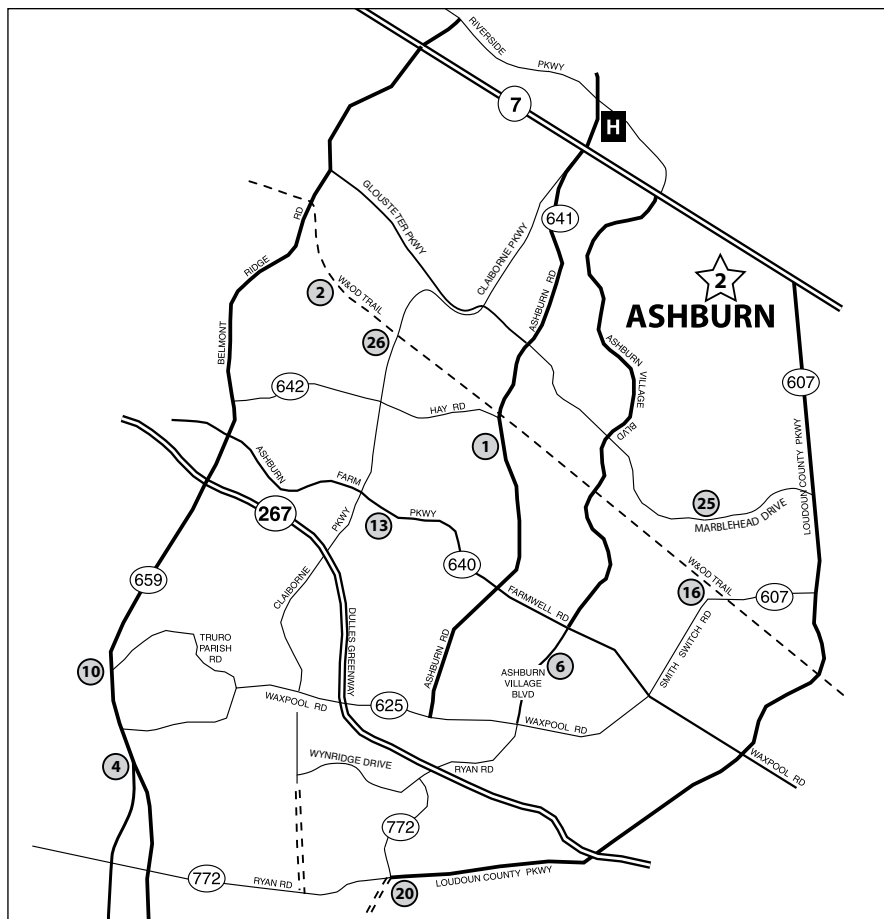 RIVERSIDE
PKWY
7
H
GLOUSTETER PKWY
641
RD
CLAIBORNE PKWY
RIDGE
2
W&OD TRAIL
2
ASHBURN
ASHBURN RD
26
BELMONT
ASHBURN
VILLAGE
BLVD
607
642
HAY RD
1
LOUDOUN COUNTY PKWY
ASHBURN
FARM
PKWY
267
13
PKWY
25
MARBLEHEAD DRIVE
640
W&OD TRAIL
659
CLAIBORNE
16
607
FARMWELL RD
DULLES GREENWAY
SMITH SWITCH RD
TRURO
PARISH
RD
10
ASHBURN RD
6
ASHBURN
VILLAGE
BLVD
WAXPOOL RD
625
WAXPOOL RD
4
WYNRIDGE DRIVE
RYAN RD
WAXPOOL RD
772
772
RYAN RD
LOUDOUN COUNTY PKWY
20